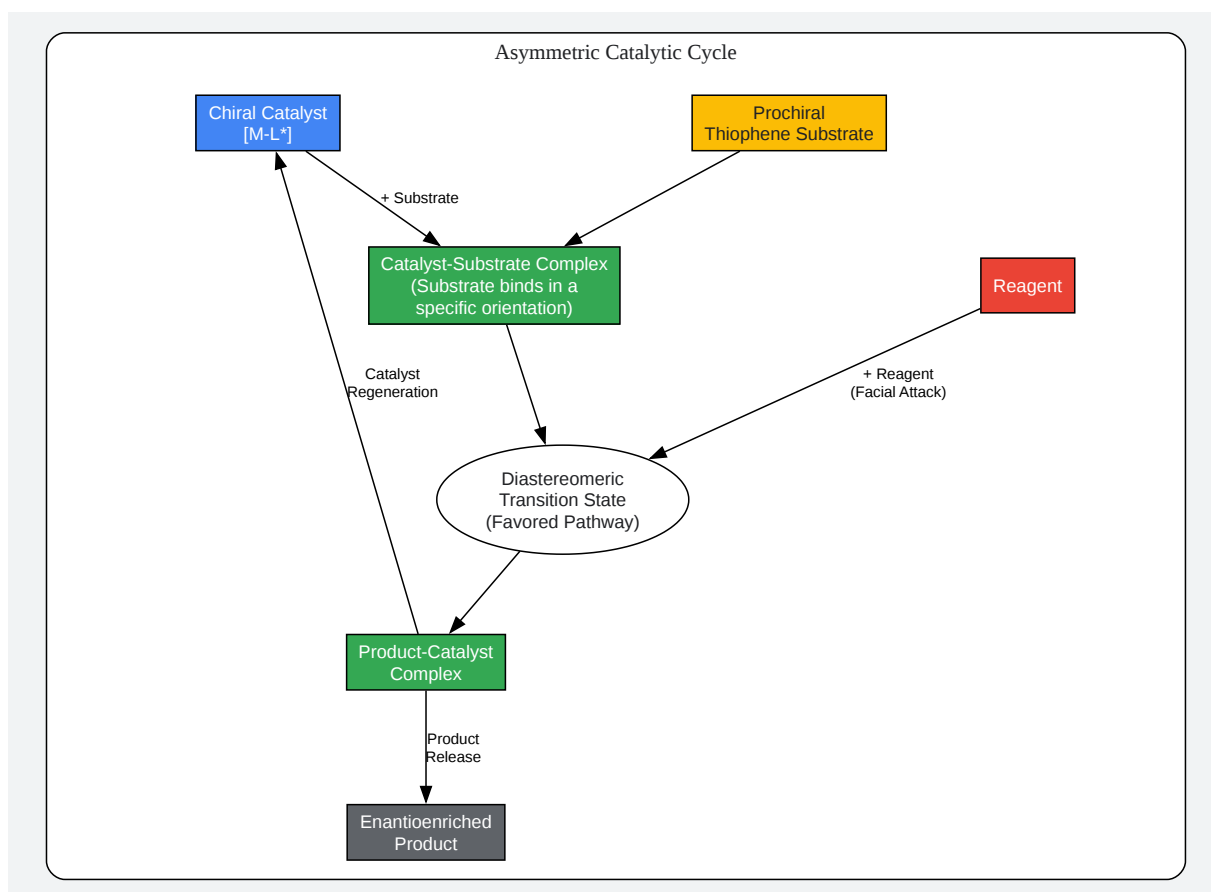 Asymmetric Catalytic Cycle
Chiral Catalyst
[M-L*]
Prochiral
Thiophene Substrate
+ Substrate
Catalyst-Substrate Complex
(Substrate binds in a
specific orientation)
Reagent
Catalyst
Regeneration
+ Reagent
(Facial Attack)
Diastereomeric
Transition State
(Favored Pathway)
Product-Catalyst
Complex
Product
Release
Enantioenriched
Product